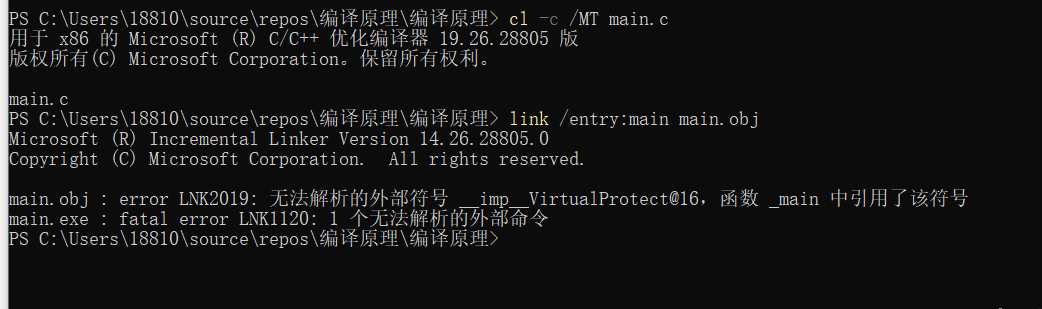 PS C:\Users\18810\source\repos\编译原理\编译原理> cl -c /MT main.c
用于 x86 的 Microsoft (R) C/C++ 优化编译器 19.26.28805 版
版权所有(C) Microsoft Corporation。保留所有权利。
main.c
PS C:\Users\18810\source\repos\编译原理\编译原理> link /entry:main main.obj
Microsoft (R) Incremental Linker Version 14.26.28805.0
Copyright (C) Microsoft Corporation.  All rights reserved.
main.obj : error LNK2019: 无法解析的外部符号 __imp__VirtualProtect@16，函数 _main 中引用了该符号
main.exe : fatal error LNK1120: 1 个无法解析的外部命令
PS C:\Users\18810\source\repos\编译原理\编译原理>